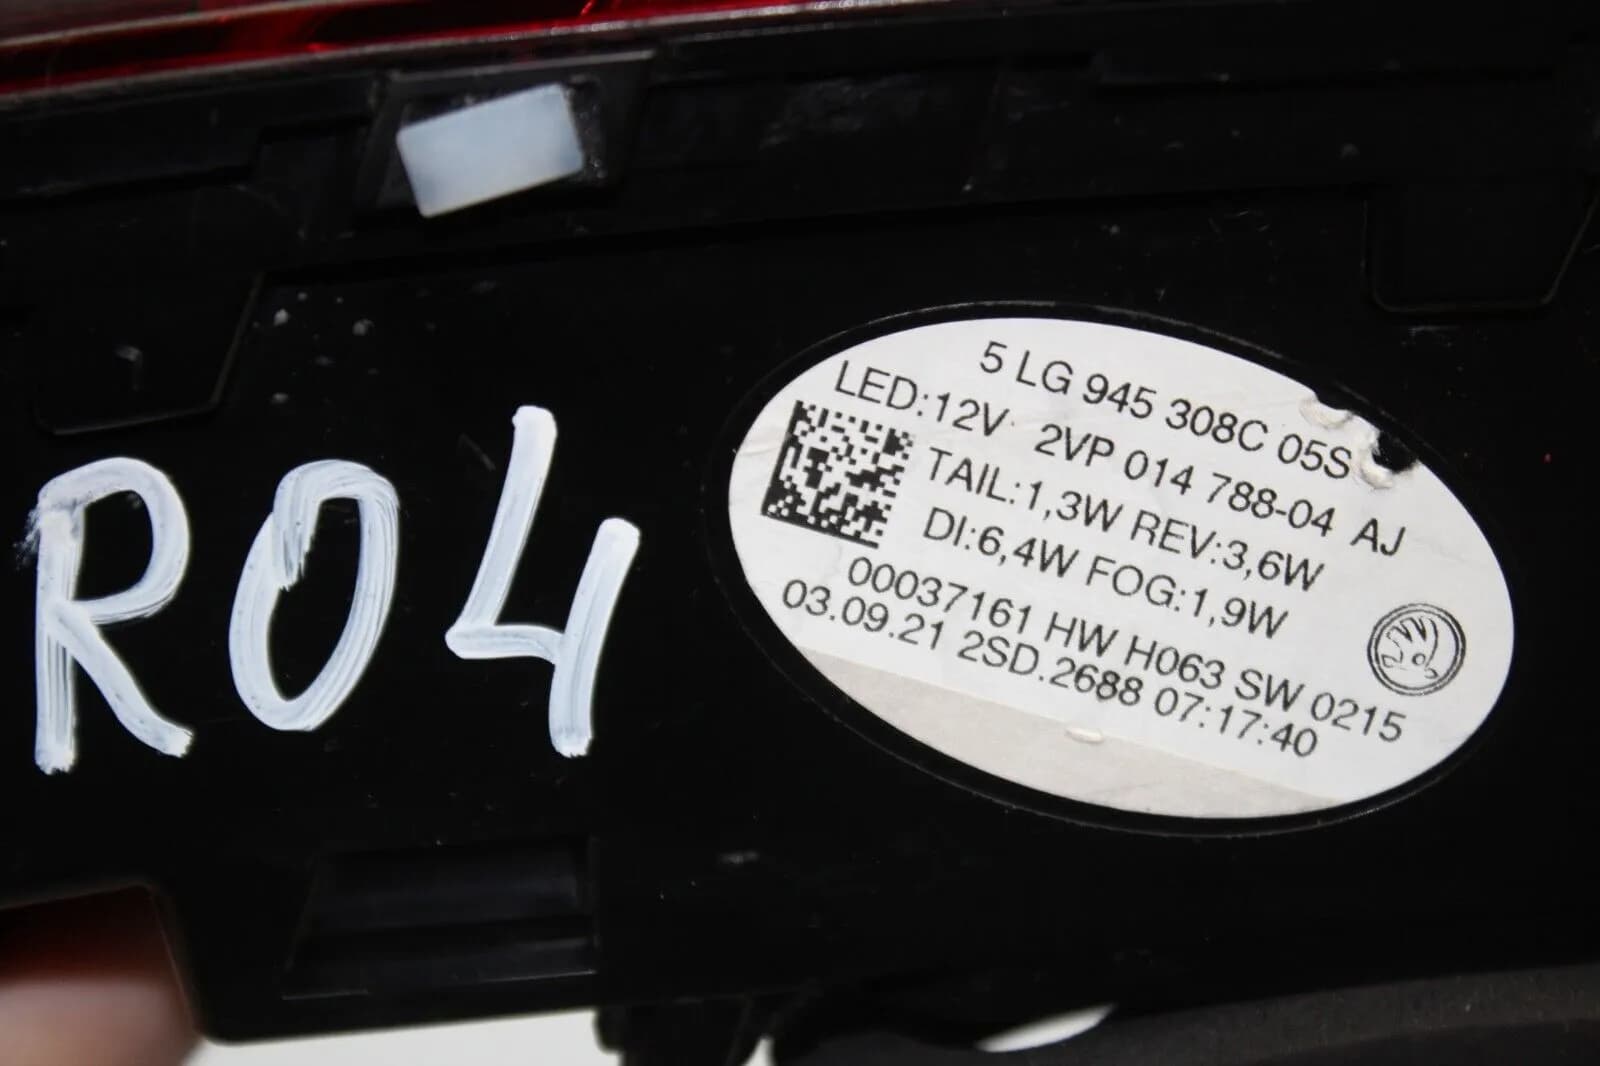 R04
5 LG 945 308C 05S
LED:12V 2VP 014 788-04 AJ
TAIL:1,3W REV:3,6W
DI:6,4W FOG:1,9W
00037161 HW H063 SW 0215
03.09.21 2SD.2688 07:17:40